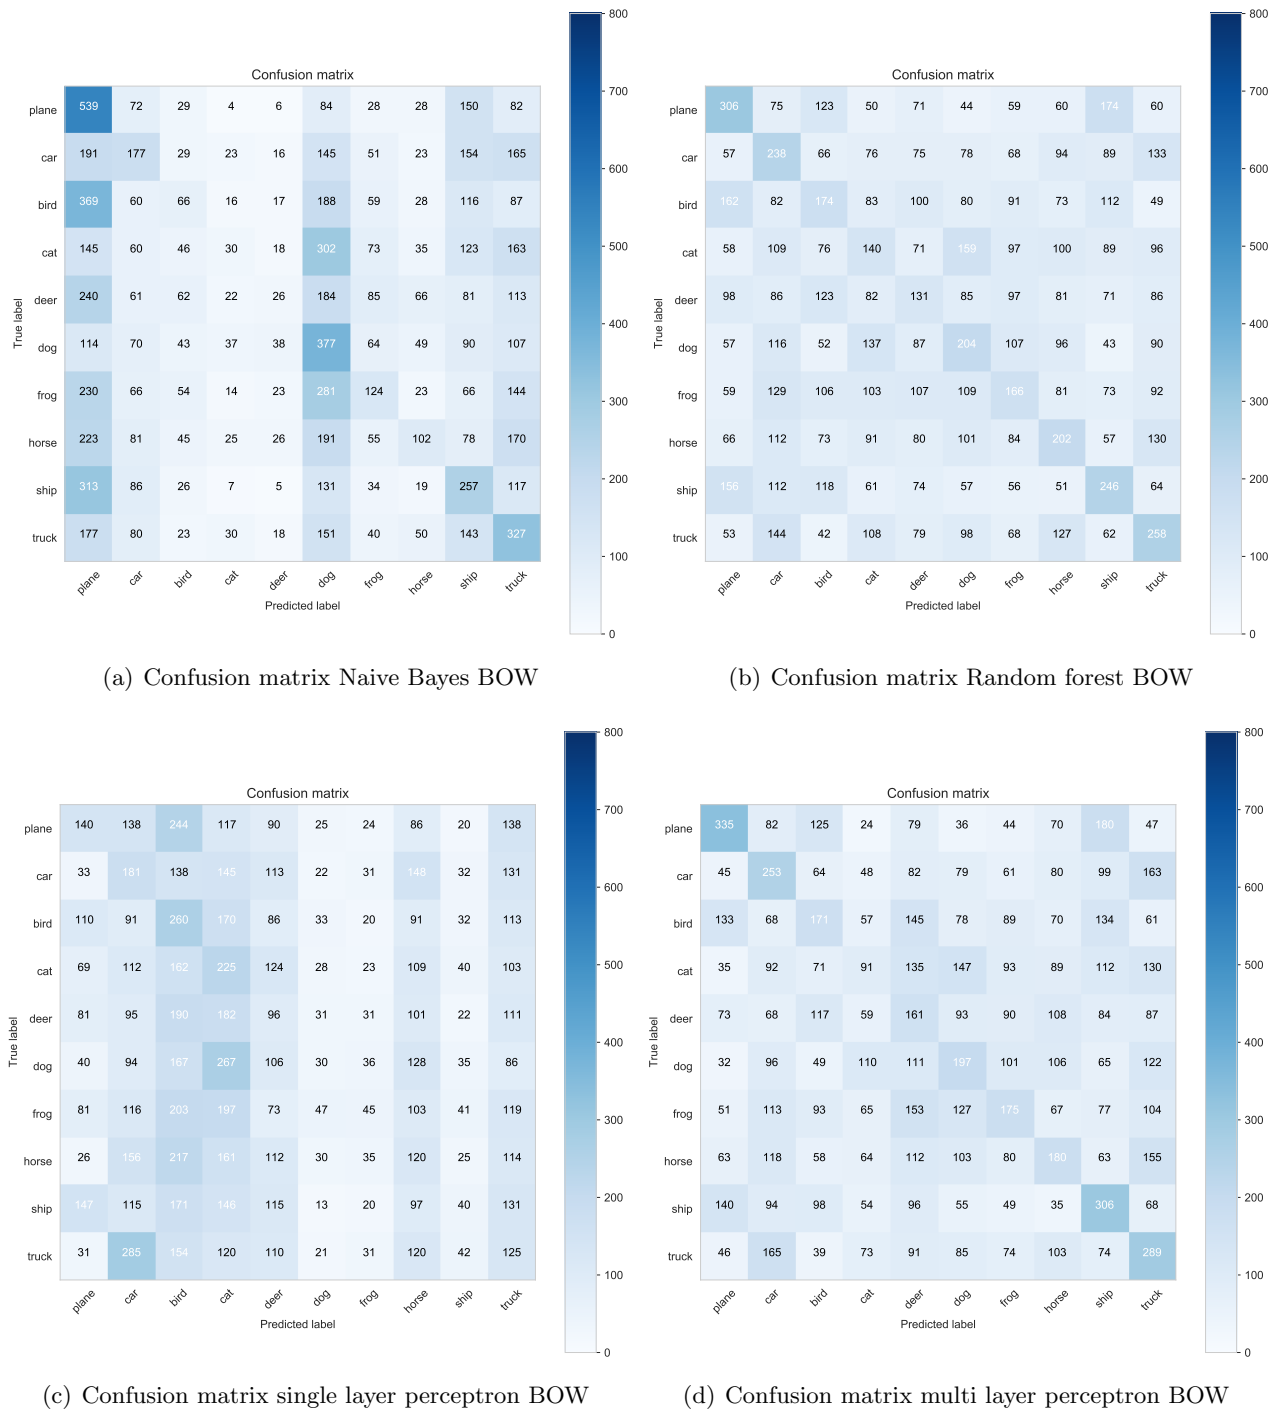 Confusion matrix
plane 539 72 29 4 6 84 28 28 150 82
car 191 177 29 23 16 145 51 23 154 165
bird 369 60 66 16 17 188 59 28 116 87
cat 145 60 46 30 18 302 73 35 123 163
deer 240 61 62 22 26 184 85 66 81 113
dog 114 70 43 37 38 377 64 49 90 107
frog 230 66 54 14 23 281 124 23 66 144
horse 223 81 45 25 26 191 55 102 78 170
ship 313 86 26 7 5 131 34 19 257 117
truck 177 80 23 30 18 151 40 50 143 327
plane car bird cat deer dog frog horse ship truck
True label
Predicted label
800
700
600
500
400
300
200
100
0
(a) Confusion matrix Naive Bayes BOW
Confusion matrix
plane 306 75 123 50 71 44 59 60 174 60
car 57 238 66 76 75 78 68 94 89 133
bird 162 82 174 83 100 80 91 73 112 49
cat 58 109 76 140 71 159 97 100 89 96
deer 98 86 123 82 131 85 97 81 71 86
dog 57 116 52 137 87 204 107 96 43 90
frog 59 129 106 103 107 109 166 81 73 92
horse 66 112 73 91 80 101 84 202 57 130
ship 156 112 118 61 74 57 56 51 246 64
truck 53 144 42 108 79 98 68 127 62 258
plane car bird cat deer dog frog horse ship truck
True label
Predicted label
800
700
600
500
400
300
200
100
0
(b) Confusion matrix Random forest BOW
Confusion matrix
plane 140 138 244 117 90 25 24 86 20 138
car 33 181 138 145 113 22 31 148 32 131
bird 110 91 260 170 86 33 20 91 32 113
cat 69 112 162 225 124 28 23 109 40 103
deer 81 95 190 182 96 31 31 101 22 111
dog 40 94 167 267 106 30 36 128 35 86
frog 81 116 203 197 73 47 45 103 41 119
horse 26 156 217 161 112 30 35 120 25 114
ship 147 115 171 146 115 13 20 97 40 131
truck 31 285 154 120 110 21 31 120 42 125
plane car bird cat deer dog frog horse ship truck
True label
Predicted label
800
700
600
500
400
300
200
100
0
(c) Confusion matrix single layer perceptron BOW
Confusion matrix
plane 335 82 125 24 79 36 44 70 180 47
car 45 253 64 48 82 79 61 80 99 163
bird 133 68 171 57 145 78 89 70 134 61
cat 35 92 71 91 135 147 93 89 112 130
deer 73 68 117 59 161 93 90 108 84 87
dog 32 96 49 110 111 197 101 106 65 122
frog 51 113 93 65 153 127 175 67 77 104
horse 63 118 58 64 112 103 80 180 63 155
ship 140 94 98 54 96 55 49 35 306 68
truck 46 165 39 73 91 85 74 103 74 289
plane car bird cat deer dog frog horse ship truck
True label
Predicted label
800
700
600
500
400
300
200
100
0
(d) Confusion matrix multi layer perceptron BOW